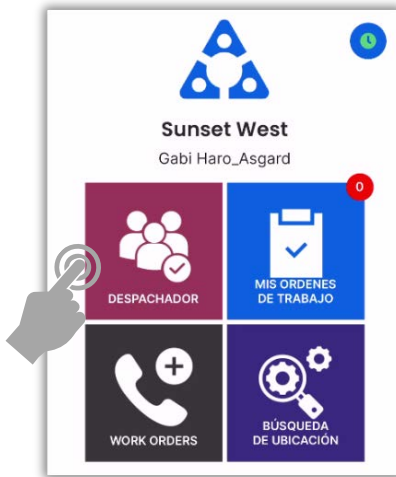 Sunset West
Gabi Haro_Asgard
0
DESPACHADOR
MIS ORDENES
DE TRABAJO
WORK ORDERS
BÚSQUEDA
DE UBICACIÓN